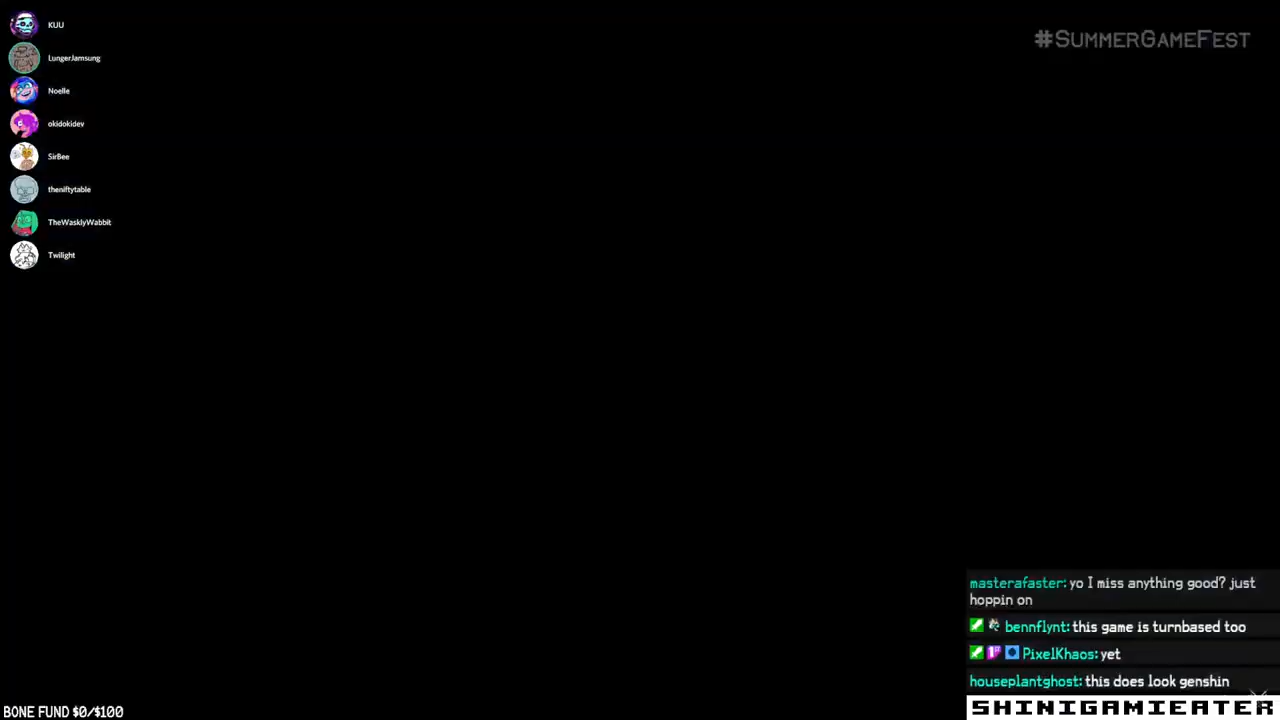 KUU
LungerJamsung
Noelle
okidokidev
SirBee
theniftytable
TheWasklyWabbit
Twilight
#SUMMERGAMEFEST
masterafaster: yo I miss anything good? just
hoppin on
bennflynt: this game is turnbased too
PixelKhaos: yet
houseplantghost: this does look genshin
SHINIGAMIEATER
BONE FUND $0/$100